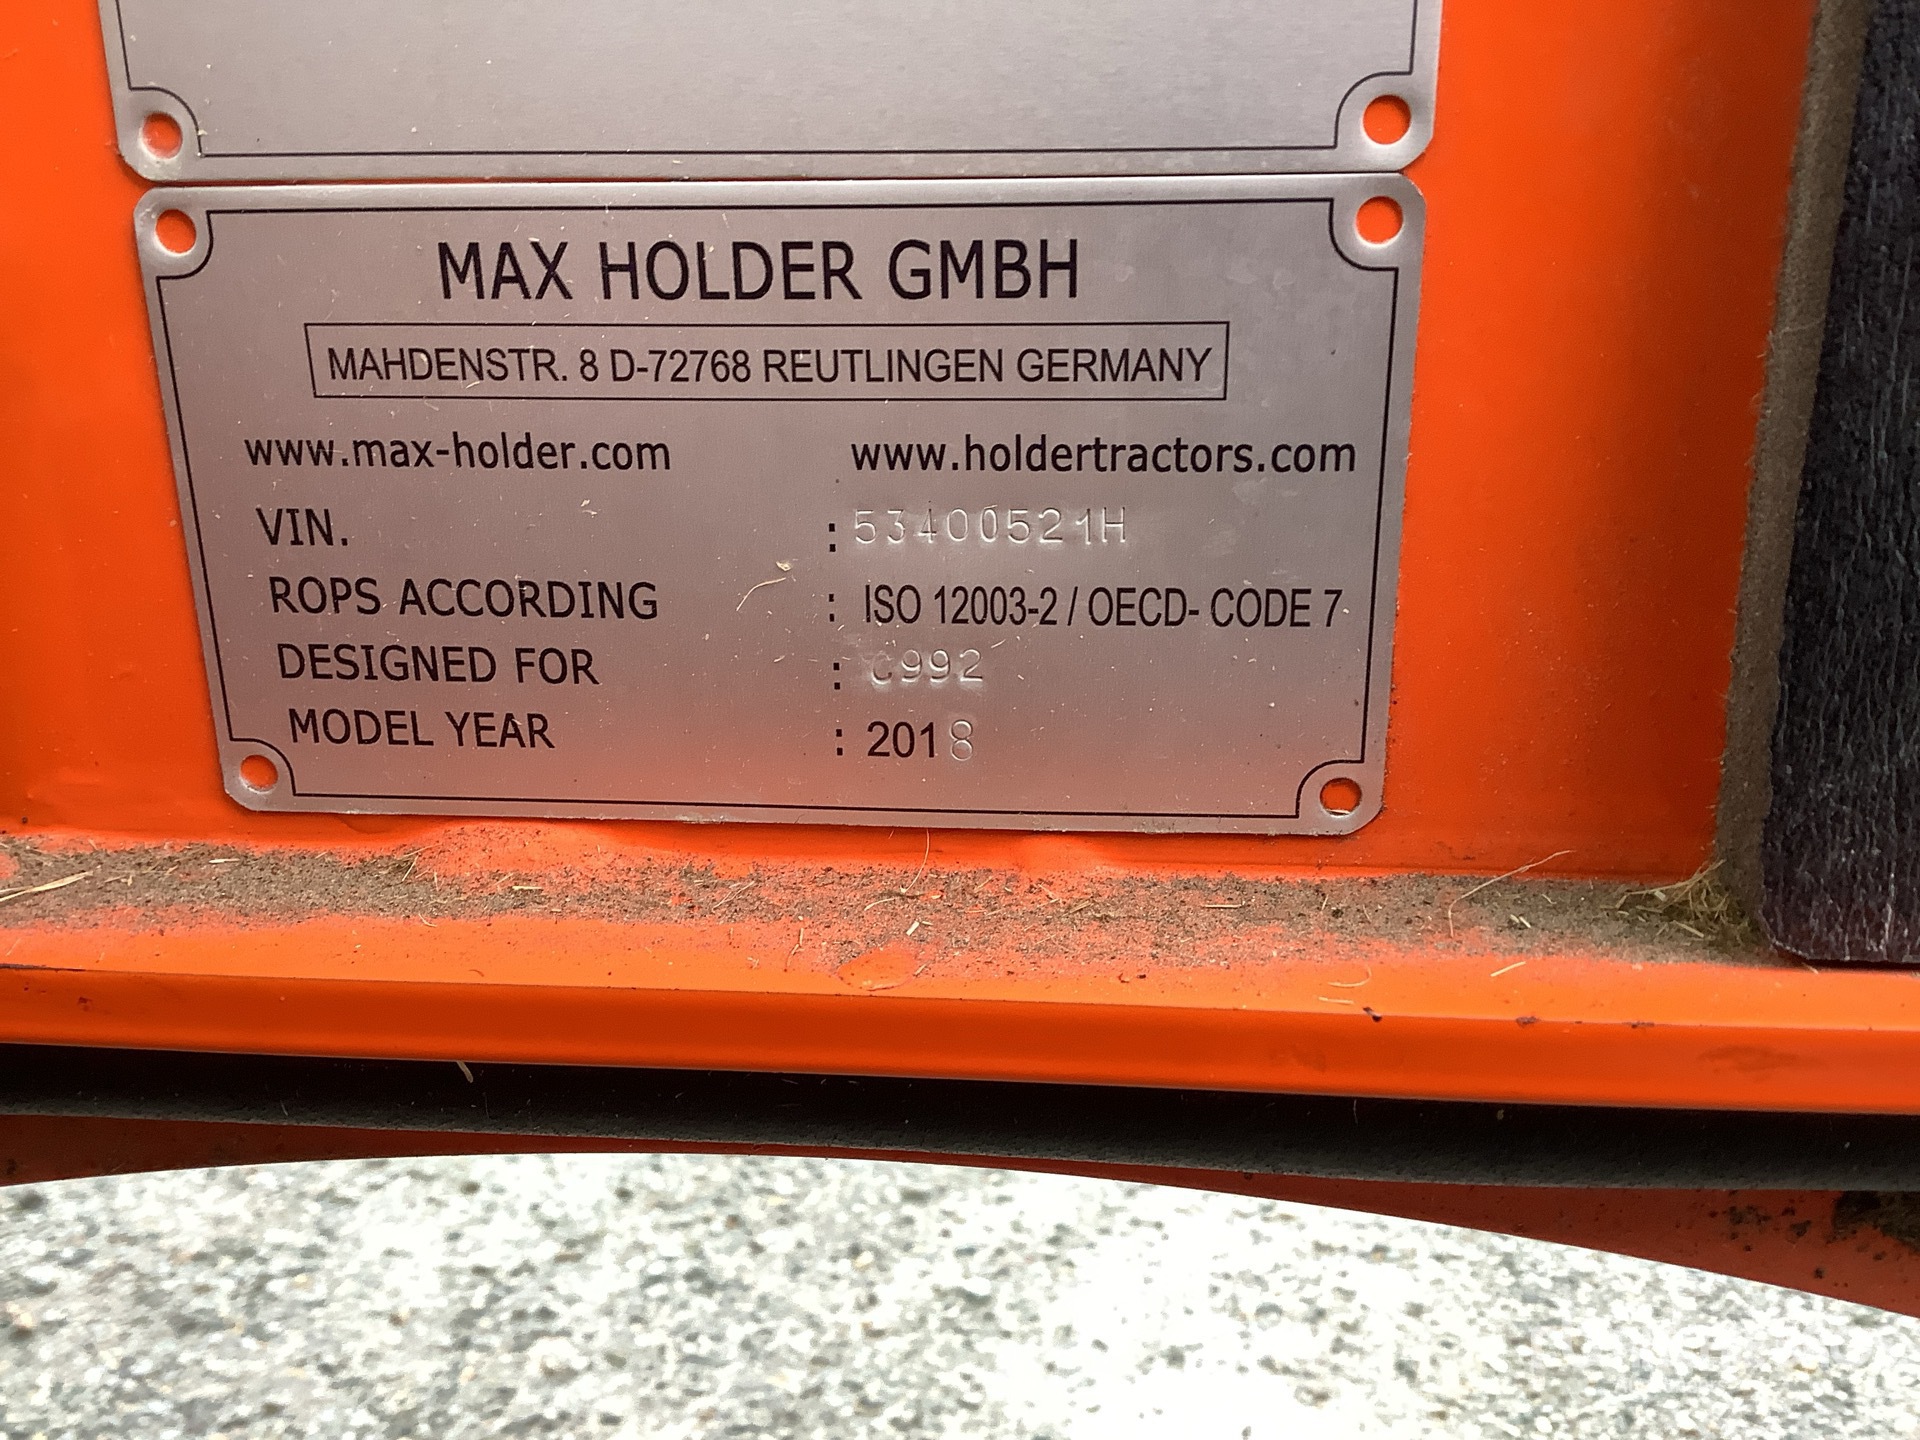 MAX HOLDER GMBH
MAHDENSTR. 8 D-72768 REUTLINGEN GERMANY
www.max-holder.com www.holdertractors.com
VIN. : 53400521H
ROPS ACCORDING : ISO 12003-2 / OECD- CODE 7
DESIGNED FOR : C992
MODEL YEAR : 2018